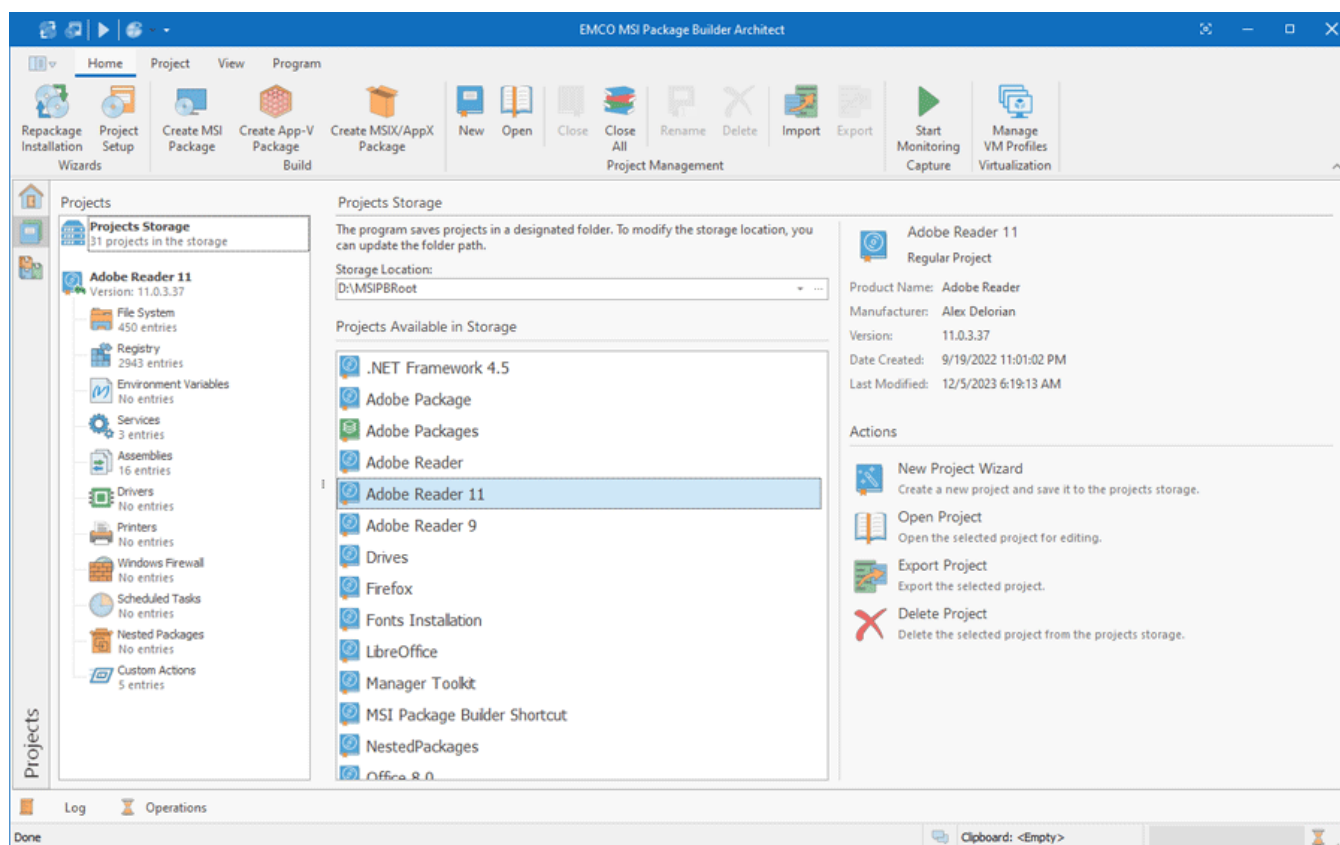 EMCO MSI Package Builder Architect
Home Project View Program
Repackage Installation
Project Setup
Wizards
Create MSI Package
Create App-V Package
Create MSIX/AppX Package
Build
New
Open
Close
Close All
Rename
Delete
Import
Export
Project Management
Start Monitoring
Capture
Manage VM Profiles
Virtualization
Projects
Projects
Projects Storage
31 projects in the storage
Adobe Reader 11
Version: 11.0.3.37
File System
450 entries
Registry
2943 entries
Environment Variables
No entries
Services
3 entries
Assemblies
16 entries
Drivers
No entries
Printers
No entries
Windows Firewall
No entries
Scheduled Tasks
No entries
Nested Packages
No entries
Custom Actions
5 entries
Projects Storage
The program saves projects in a designated folder. To modify the storage location, you
can update the folder path.
Storage Location:
D:\MSIPBRoot
Projects Available in Storage
.NET Framework 4.5
Adobe Package
Adobe Packages
Adobe Reader
Adobe Reader 11
Adobe Reader 9
Drives
Firefox
Fonts Installation
LibreOffice
Manager Toolkit
MSI Package Builder Shortcut
NestedPackages
Office 8.0
Adobe Reader 11
Regular Project
Product Name: Adobe Reader
Manufacturer: Alex Delorian
Version: 11.0.3.37
Date Created: 9/19/2022 11:01:02 PM
Last Modified: 12/5/2023 6:19:13 AM
Actions
New Project Wizard
Create a new project and save it to the projects storage.
Open Project
Open the selected project for editing.
Export Project
Export the selected project.
Delete Project
Delete the selected project from the projects storage.
Log Operations
Done
Clipboard: <Empty>